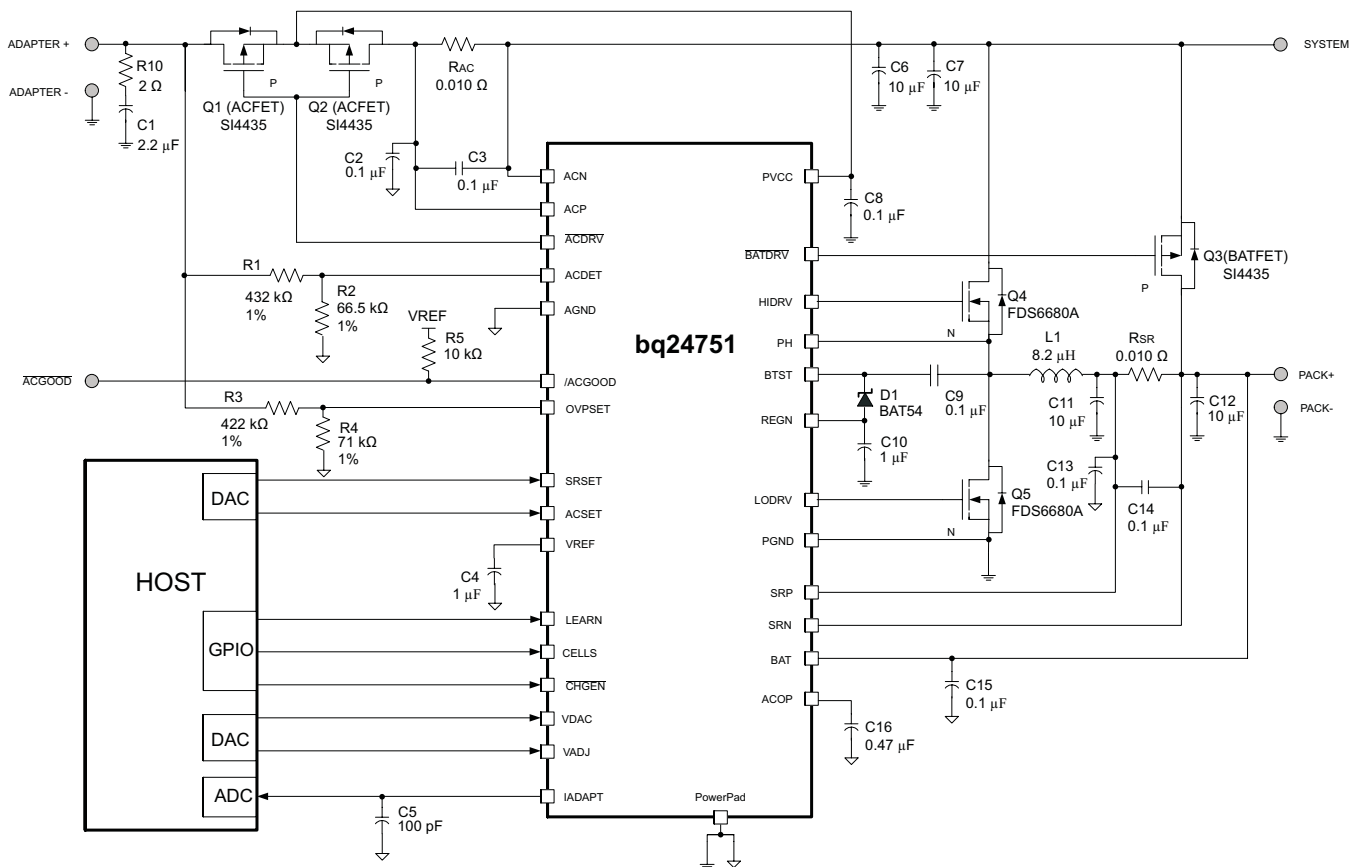 ADAPTER +
ADAPTER -
R10
2 Ω
C1
2.2 µF
P
Q1 (ACFET)
SI4435
P
Q2 (ACFET)
SI4435
RAC
0.010 Ω
C2
0.1 µF
C3
0.1 µF
C6
10 µF
C7
10 µF
SYSTEM
C8
0.1 µF
R1
432 kΩ
1%
R2
66.5 kΩ
1%
VREF
R5
10 kΩ
ACGOOD
R3
422 kΩ
1%
R4
71 kΩ
1%
bq24751
ACN
ACP
ACDRV
ACDET
AGND
/ACGOOD
OVPSET
SRSET
ACSET
VREF
LEARN
CELLS
CHGEN
VDAC
VADJ
IADAPT
PVCC
BATDRV
HIDRV
PH
BTST
REGN
LODRV
PGND
SRP
SRN
BAT
ACOP
PowerPad
HOST
DAC
GPIO
DAC
ADC
C4
1 µF
C5
100 pF
Q3(BATFET)
SI4435
P
Q4
FDS6680A
N
L1
8.2 µH
RSR
0.010 Ω
D1
BAT54
C9
0.1 µF
C10
1 µF
C11
10 µF
C12
10 µF
PACK+
PACK-
C13
0.1 µF
C14
0.1 µF
Q5
FDS6680A
N
C15
0.1 µF
C16
0.47 µF